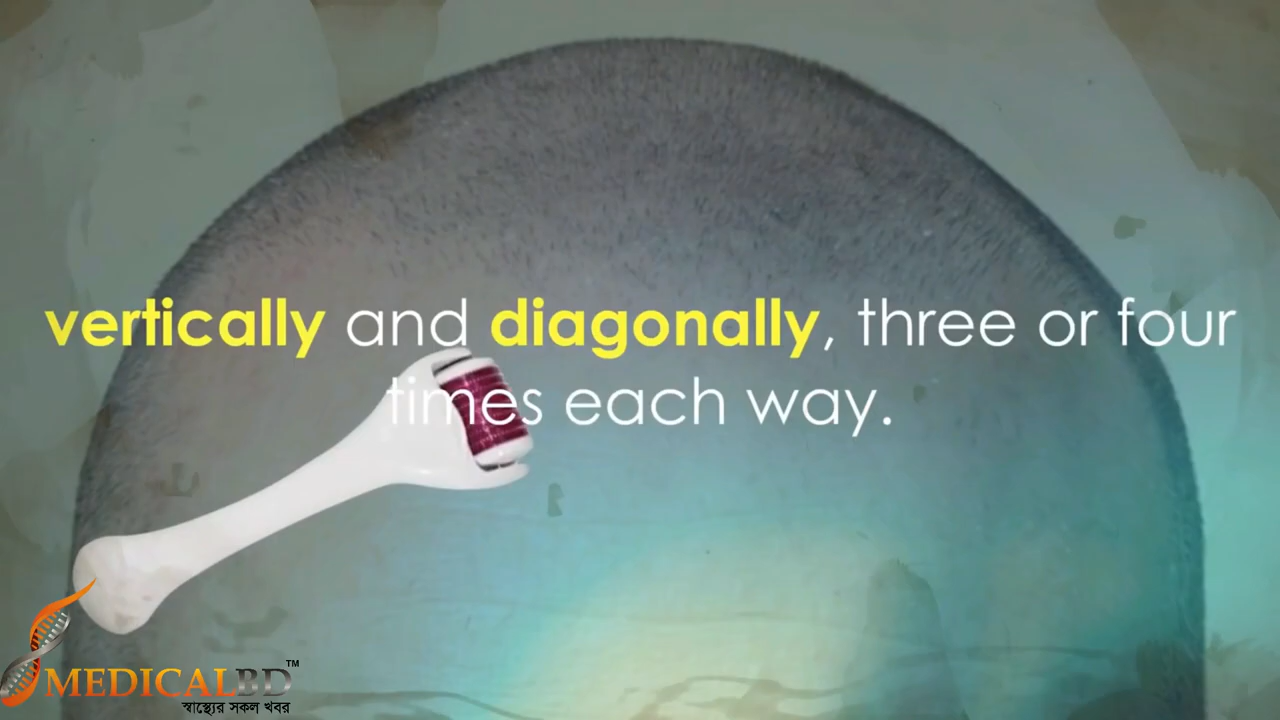 vertically and diagonally, three or four
times each way.
MEDICALBD™
স্বাস্থ্যের সকল খবর